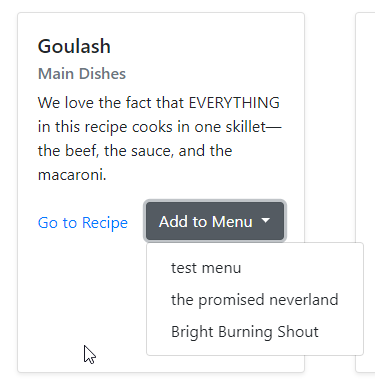 Goulash
Main Dishes
We love the fact that EVERYTHING
in this recipe cooks in one skillet—
the beef, the sauce, and the
macaroni.
Go to Recipe
Add to Menu
test menu
the promised neverland
Bright Burning Shout